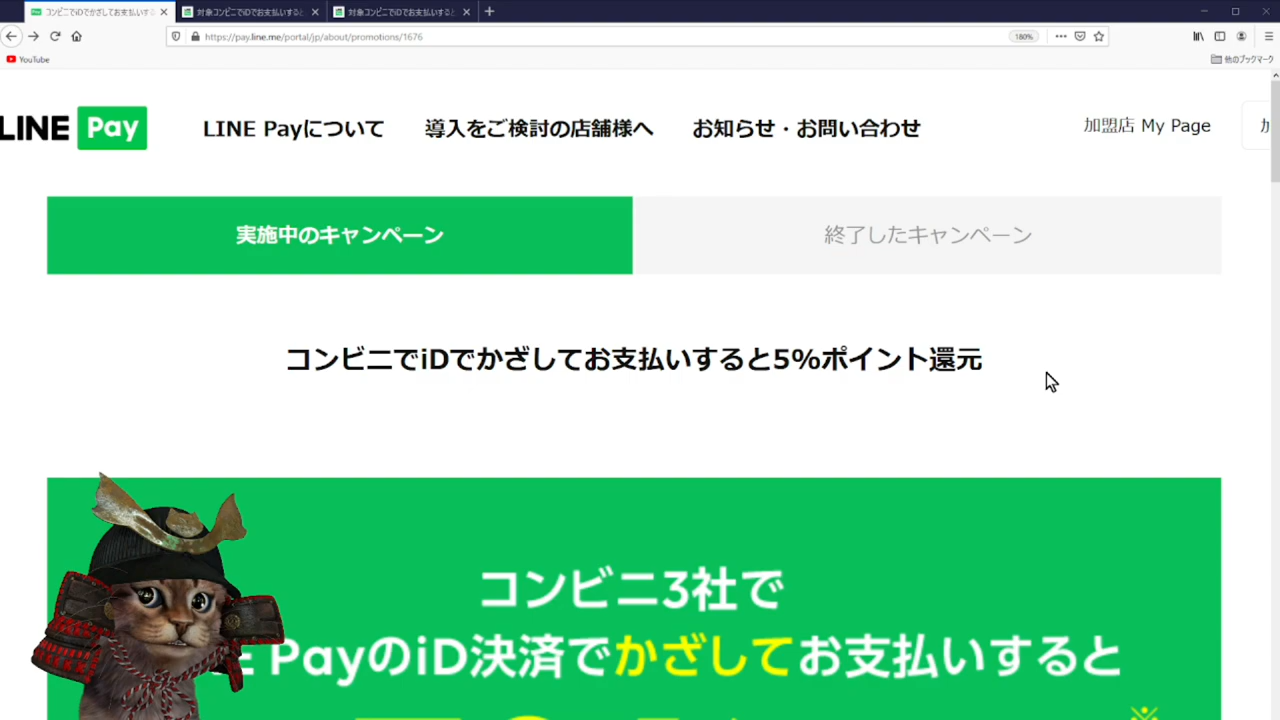 コンビニでiDでかざしてお支払いする
対象コンビニでiDでお支払いすると
対象コンビニでiDでお支払いすると
https://pay.line.me/portal/jp/about/promotions/1676
180%
YouTube
他のブックマーク
LINE Pay
LINE Payについて
導入をご検討の店舗様へ
お知らせ・お問い合わせ
加盟店 My Page
実施中のキャンペーン
終了したキャンペーン
コンビニでiDでかざしてお支払いすると5%ポイント還元
コンビニ3社で
PayのiD決済でかざしてお支払いすると